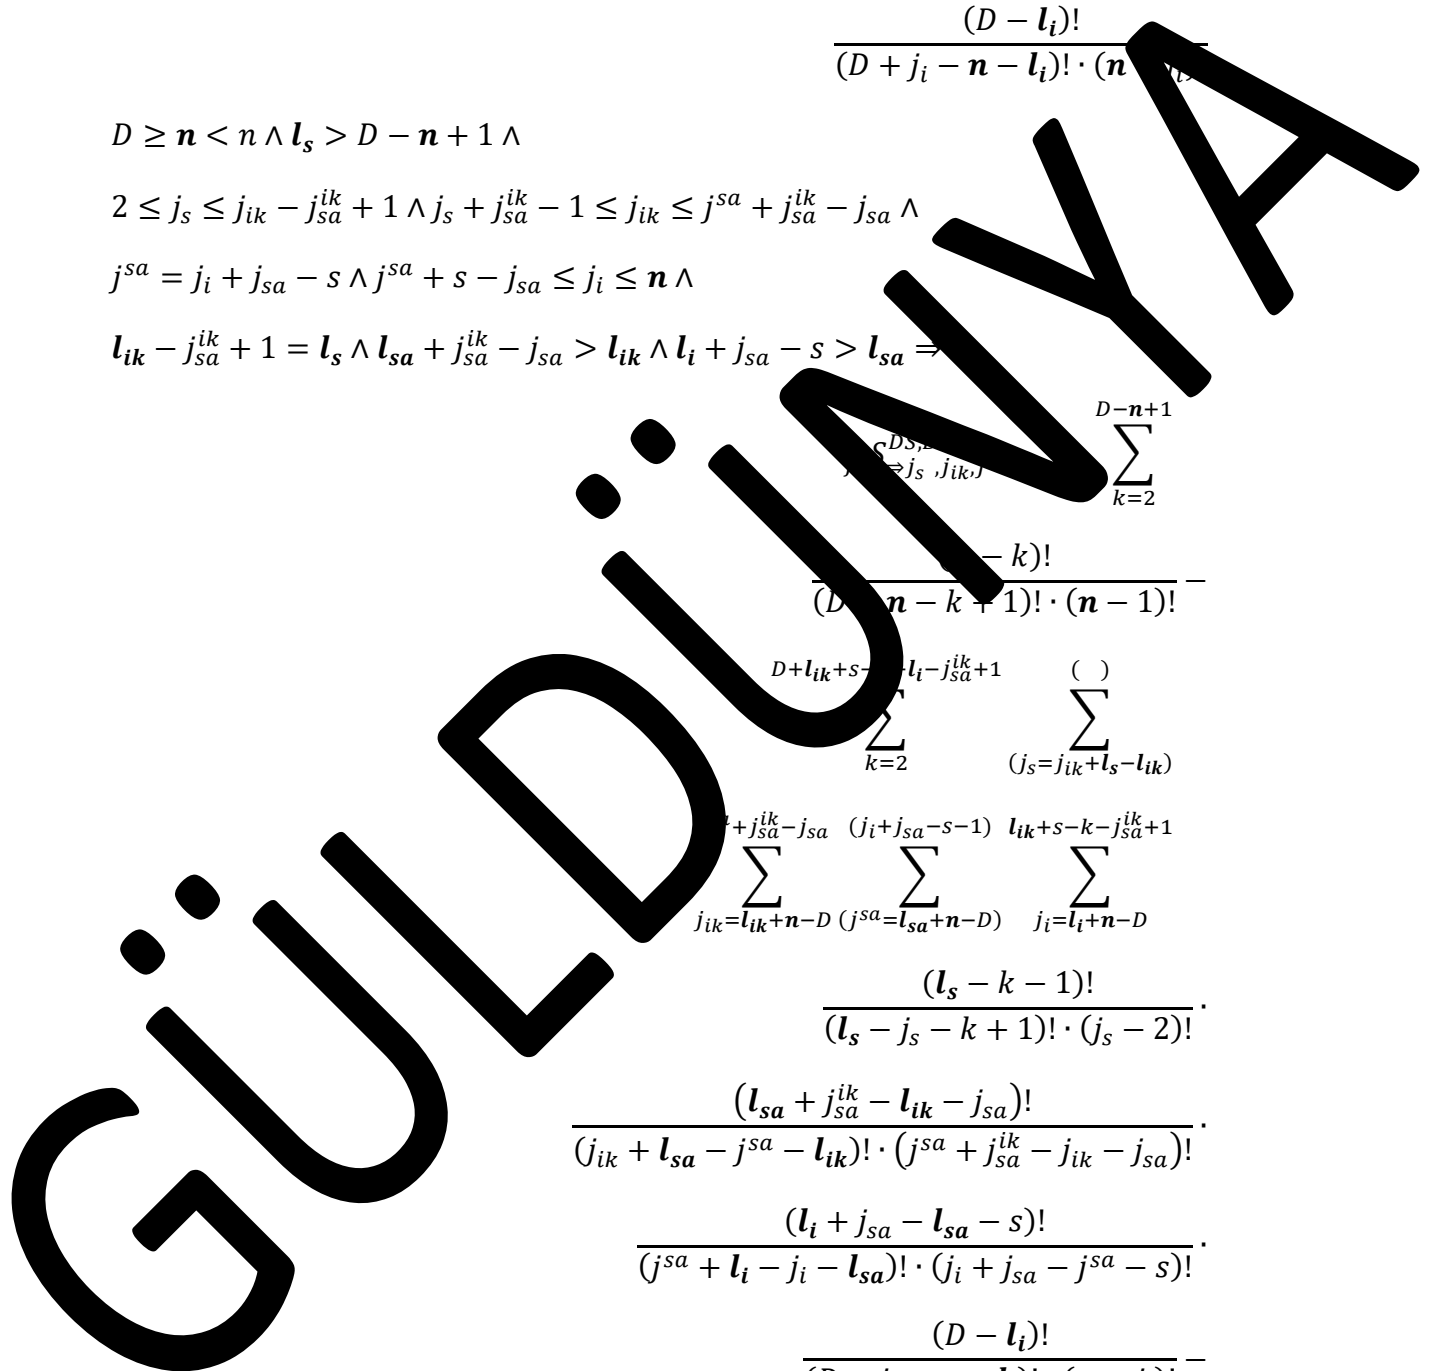 (D − l_i)!
(D + j_i − n − l_i)! · (n
D ≥ n < n ∧ l_s > D − n + 1 ∧
2 ≤ j_s ≤ j_ik − j_sa^ik + 1 ∧ j_s + j_sa^ik − 1 ≤ j_ik ≤ j^sa + j_sa^ik − j_sa ∧
j^sa = j_i + j_sa − s ∧ j^sa + s − j_sa ≤ j_i ≤ n ∧
l_ik − j_sa^ik + 1 = l_s ∧ l_sa + j_sa^ik − j_sa > l_ik ∧ l_i + j_sa − s > l_sa ⇒
D−n+1
S^DS, ⇒j_s ,j_ik, ∑
k=2
− k)!
n − k + 1)! · (n − 1)! −
D+l_ik+s− l_i−j_sa^ik+1 ( )
∑ ∑
k=2 (j_s=j_ik+l_s−l_ik)
+j_sa^ik−j_sa (j_i+j_sa−s−1) l_ik+s−k−j_sa^ik+1
∑ ∑ ∑
j_ik=l_ik+n−D (j^sa=l_sa+n−D) j_i=l_i+n−D
(l_s − k − 1)!
(l_s − j_s − k + 1)! · (j_s − 2)! ·
(l_sa + j_sa^ik − l_ik − j_sa)!
(j_ik + l_sa − j^sa − l_ik)! · (j^sa + j_sa^ik − j_ik − j_sa)! ·
(l_i + j_sa − l_sa − s)!
(j^sa + l_i − j_i − l_sa)! · (j_i + j_sa − j^sa − s)! ·
(D − l_i)!
−
GÜLDÜNYA